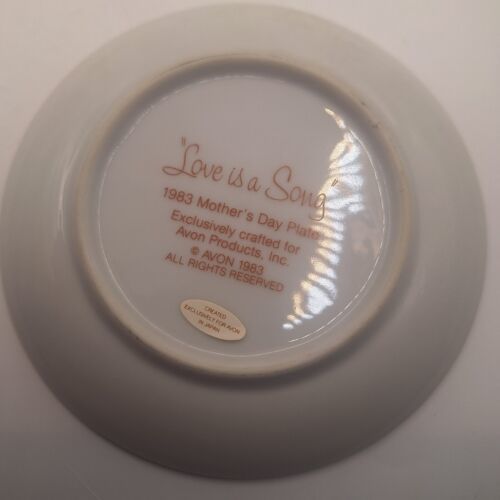 "Love is a Song"
1983 Mother's Day Plate
Exclusively crafted for
Avon Products, Inc.
© AVON 1983
ALL RIGHTS RESERVED
CREATED
EXCLUSIVELY FOR AVON
IN JAPAN